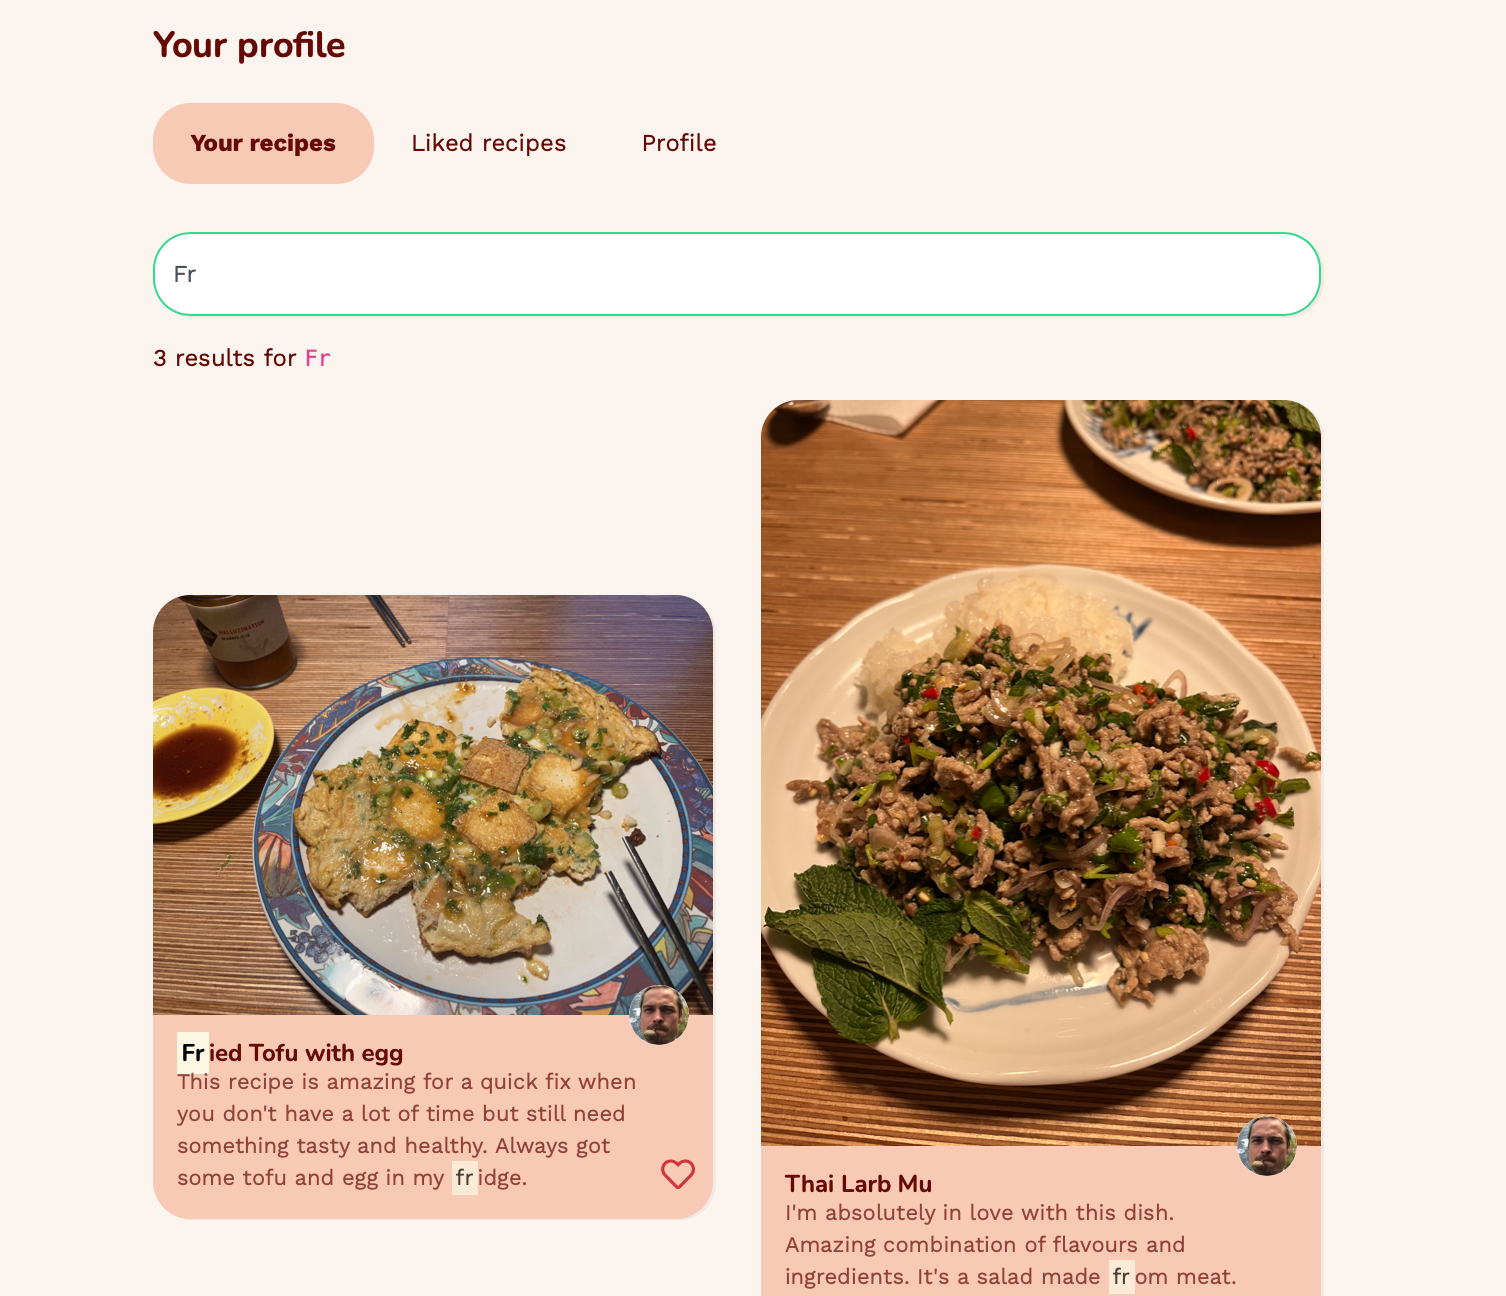 Your profile
Your recipes
Liked recipes
Profile
Fr
3 results for Fr
HALLUZINATION
Fried Tofu with egg
This recipe is amazing for a quick fix when
you don't have a lot of time but still need
something tasty and healthy. Always got
some tofu and egg in my fridge.
Thai Larb Mu
I'm absolutely in love with this dish.
Amazing combination of flavours and
ingredients. It's a salad made from meat.